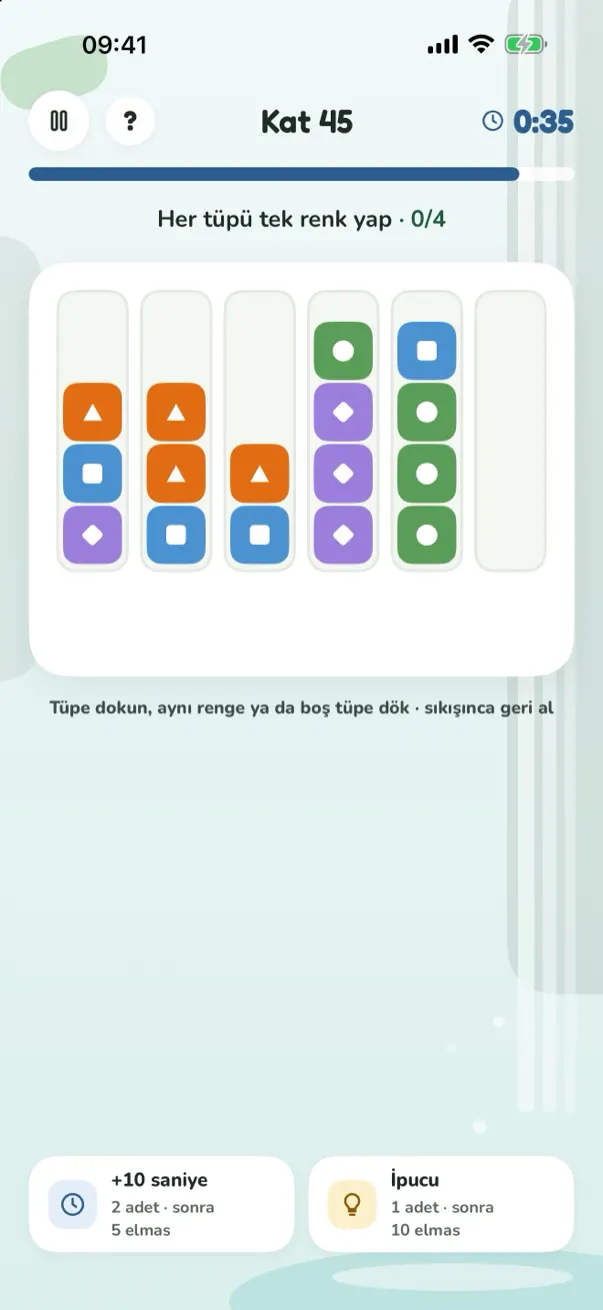 09:41
?
Kat 45
0:35
Her tüpü tek renk yap · 0/4
Tüpe dokun, aynı renge ya da boş tüpe dök · sıkışınca geri al
+10 saniye
2 adet · sonra
5 elmas
İpucu
1 adet · sonra
10 elmas